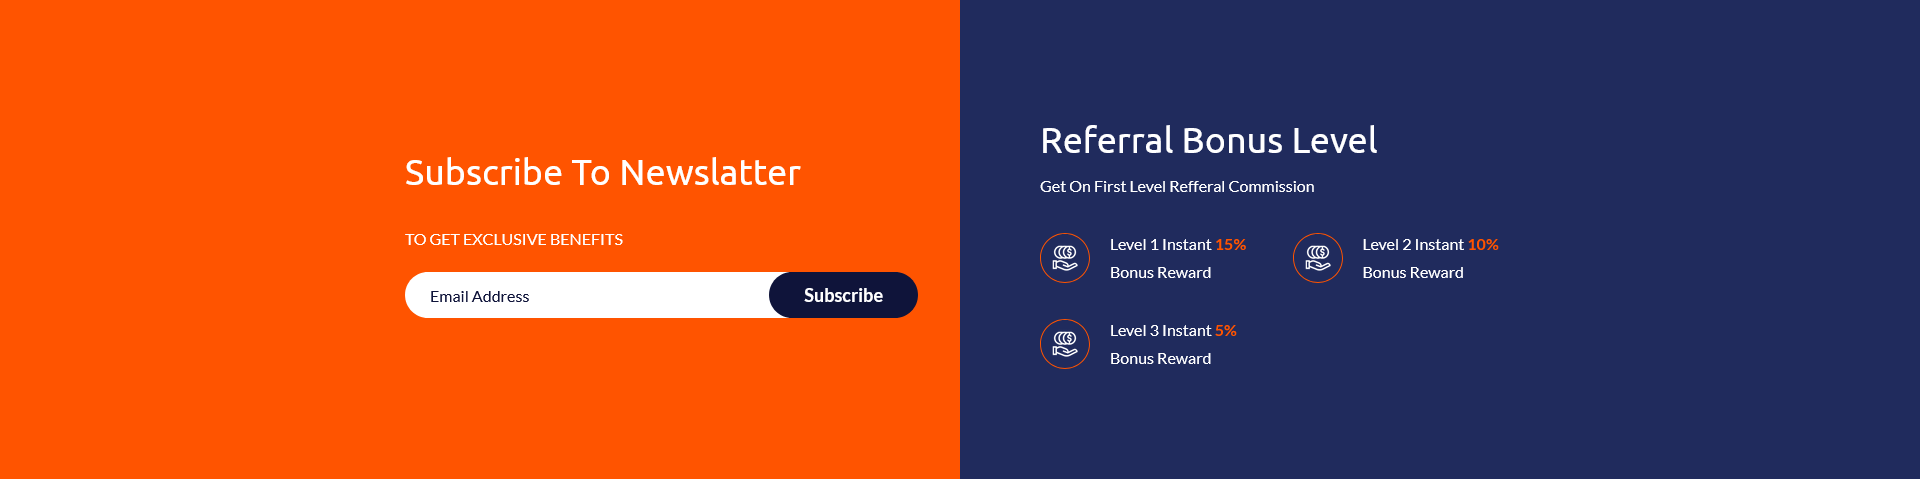 Subscribe To Newslatter
TO GET EXCLUSIVE BENEFITS
Email Address
Subscribe
Referral Bonus Level
Get On First Level Refferal Commission
Level 1 Instant 15%
Bonus Reward
Level 2 Instant 10%
Bonus Reward
Level 3 Instant 5%
Bonus Reward